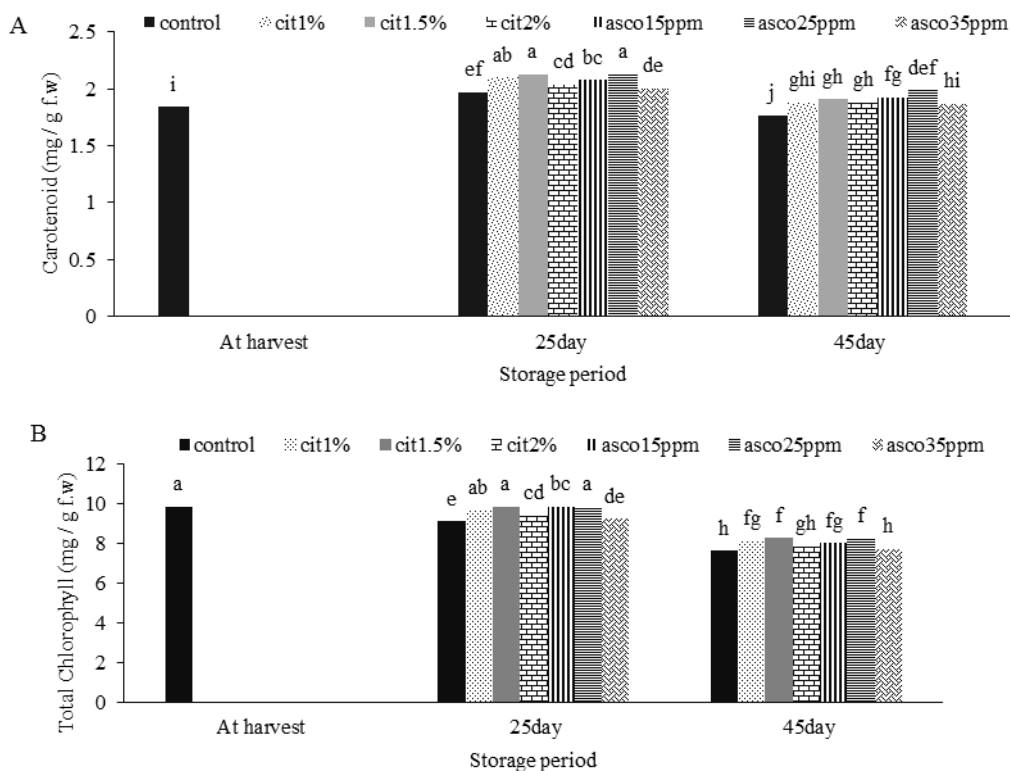 A
control cit1% cit1.5% cit2% asco15ppm asco25ppm asco35ppm
2.5
2
1.5
1
0.5
0
Carotenoid (mg / g f.w)
i
ef ab a cd bc a de
j ghi gh gh fg def hi
At harvest 25day 45day
Storage period
B
control cit1% cit1.5% cit2% asco15ppm asco25ppm asco35ppm
12
10
8
6
4
2
0
Total Chlorophyll (mg / g f.w)
a
e ab a cd bc a de
h fg f gh fg f h
At harvest 25day 45day
Storage period